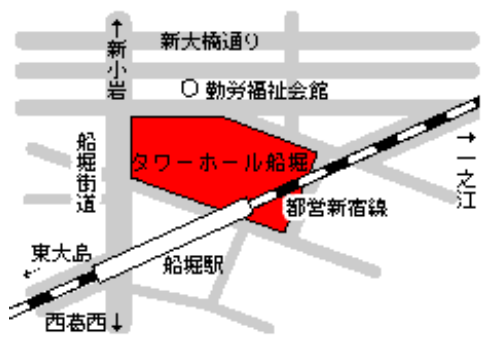 ↑新小岩
新大橋通り
○勤労福祉会館
船堀街道
タワーホール船堀
↑一之江
都営新宿線
東大島
←
船堀駅
西葛西↓